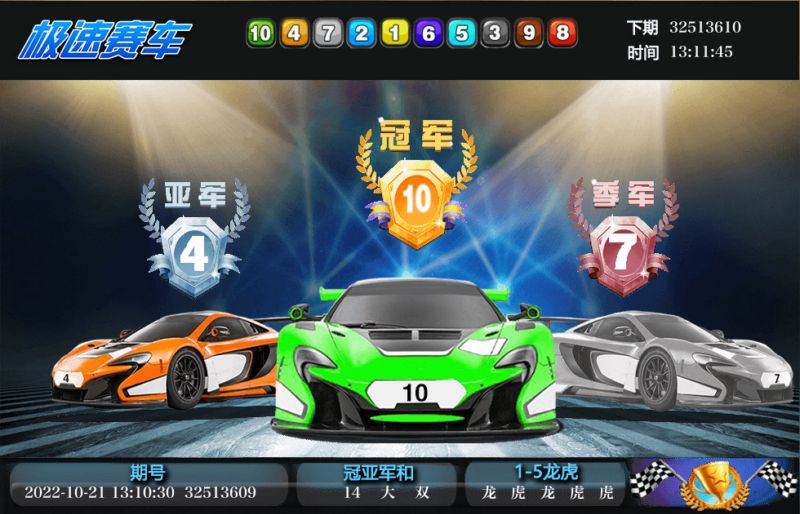 极速赛车
10 4 7 2 1 6 5 3 9 8
下期 32513610
时间 13:11:45
冠军
10
亚军
4
季军
7
4
10
7
期号
2022-10-21 13:10:30 32513609
冠亚军和
14 大 双
1-5龙虎
龙 虎 龙 虎 虎